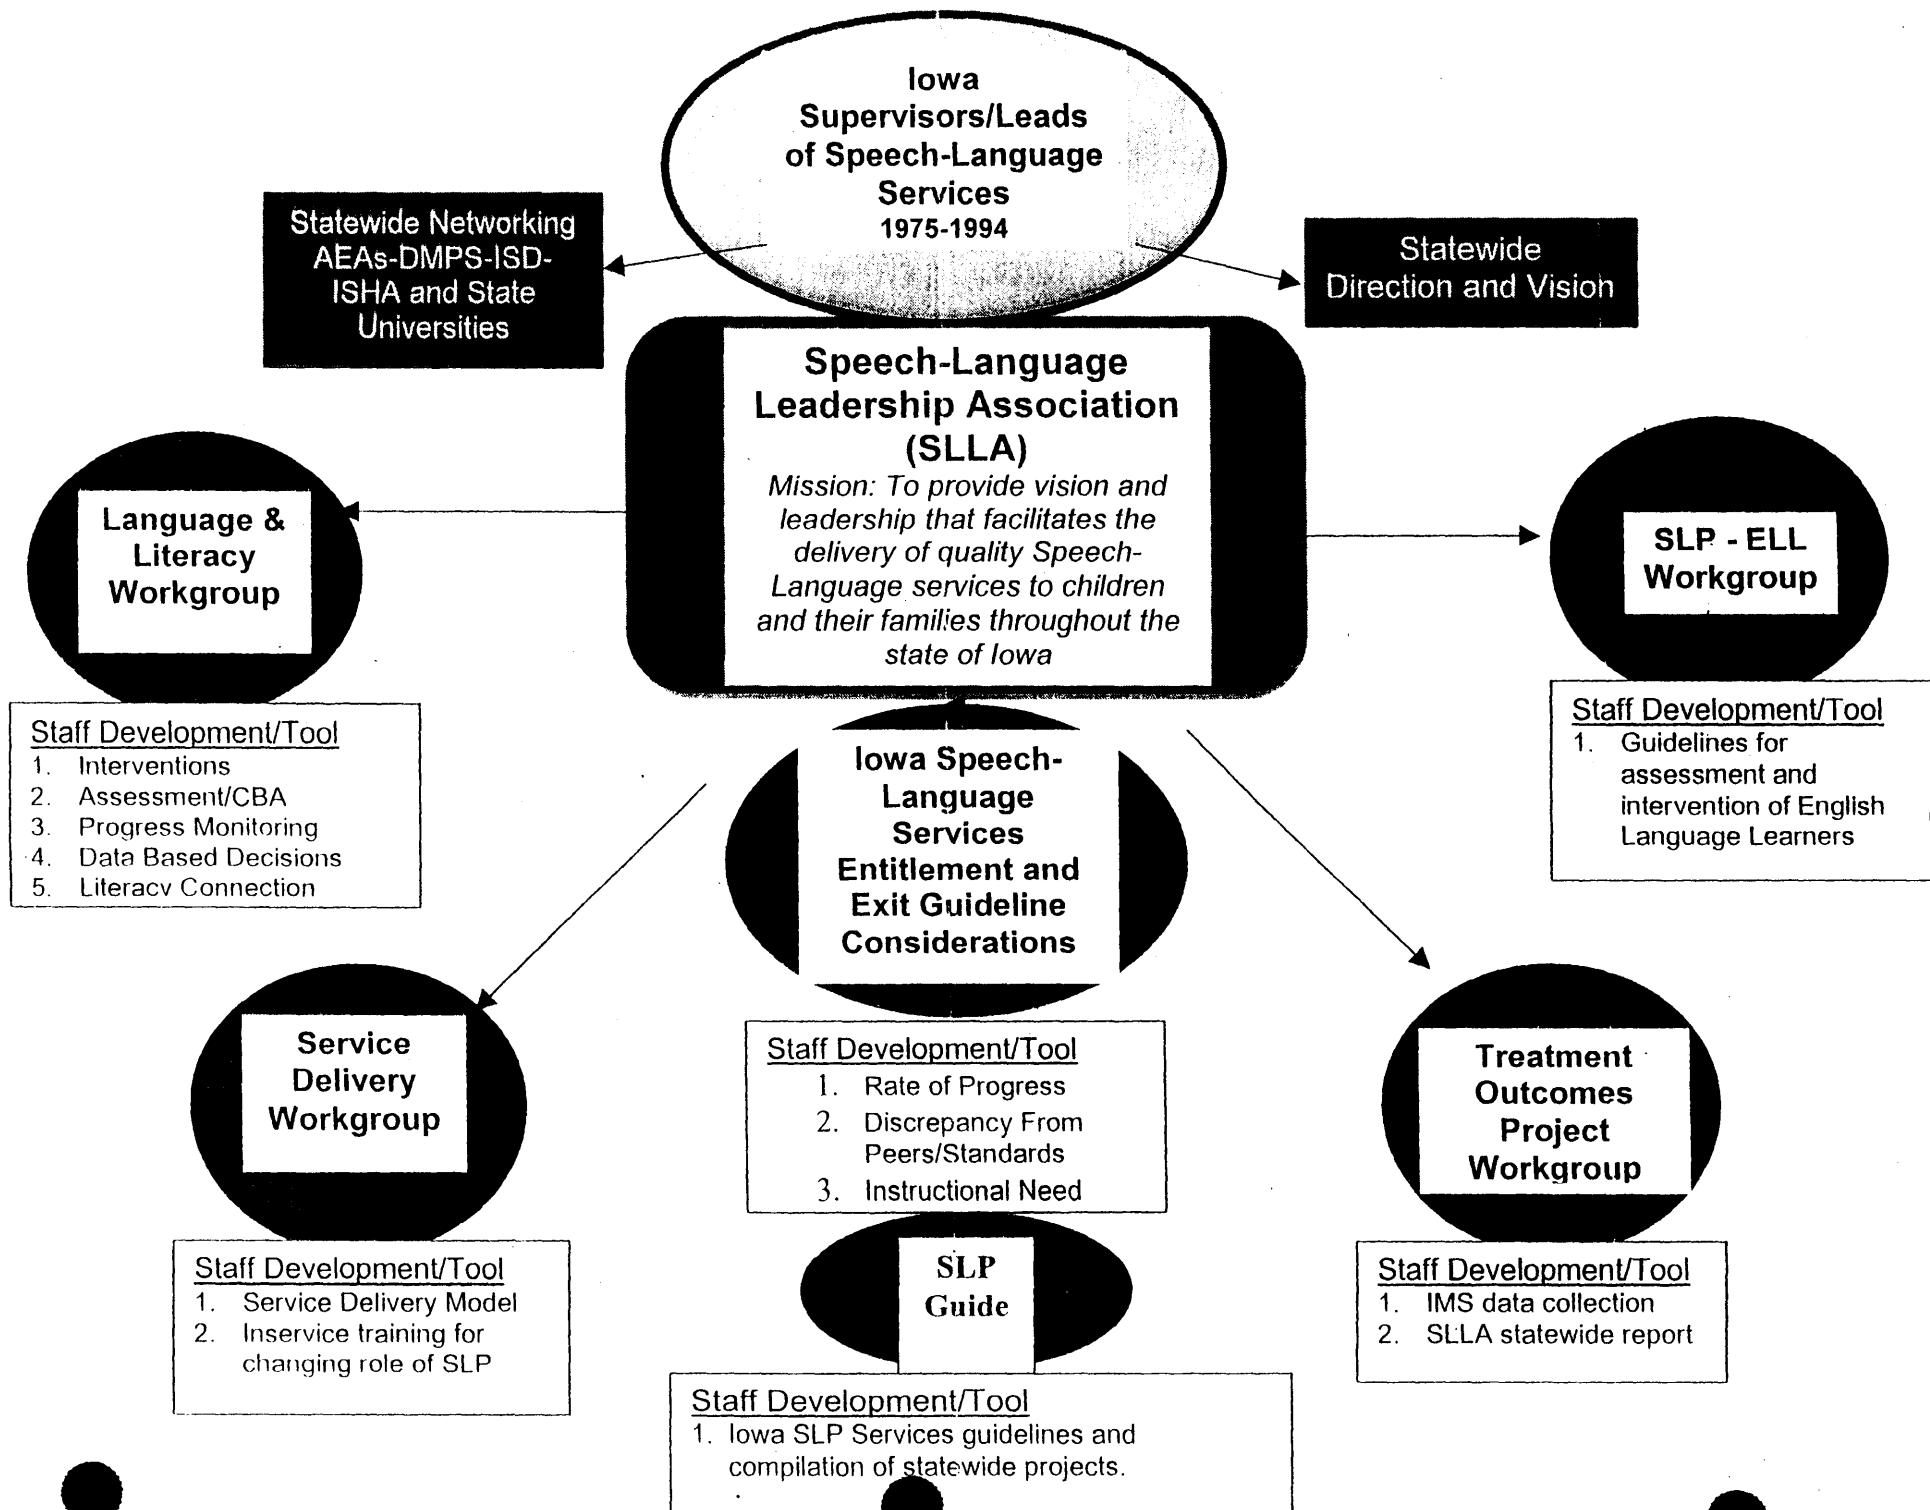 Iowa
Supervisors/Leads
of Speech-Language
Services
1975-1994
Statewide Networking
AEAs-DMPS-ISD-
ISHA and State
Universities
Statewide
Direction and Vision
Speech-Language
Leadership Association
(SLLA)
Mission: To provide vision and
leadership that facilitates the
delivery of quality Speech-
Language services to children
and their families throughout the
state of Iowa
Language &
Literacy
Workgroup
SLP - ELL
Workgroup
Staff Development/Tool
1. Interventions
2. Assessment/CBA
3. Progress Monitoring
4. Data Based Decisions
5. Literacy Connection
Iowa Speech-
Language
Services
Entitlement and
Exit Guideline
Considerations
Staff Development/Tool
1. Guidelines for
assessment and
intervention of English
Language Learners
Service
Delivery
Workgroup
Staff Development/Tool
1. Rate of Progress
2. Discrepancy From
Peers/Standards
3. Instructional Need
Treatment
Outcomes
Project
Workgroup
Staff Development/Tool
1. Service Delivery Model
2. Inservice training for
changing role of SLP
SLP
Guide
Staff Development/Tool
1. IMS data collection
2. SLLA statewide report
Staff Development/Tool
1. Iowa SLP Services guidelines and
compilation of statewide projects.